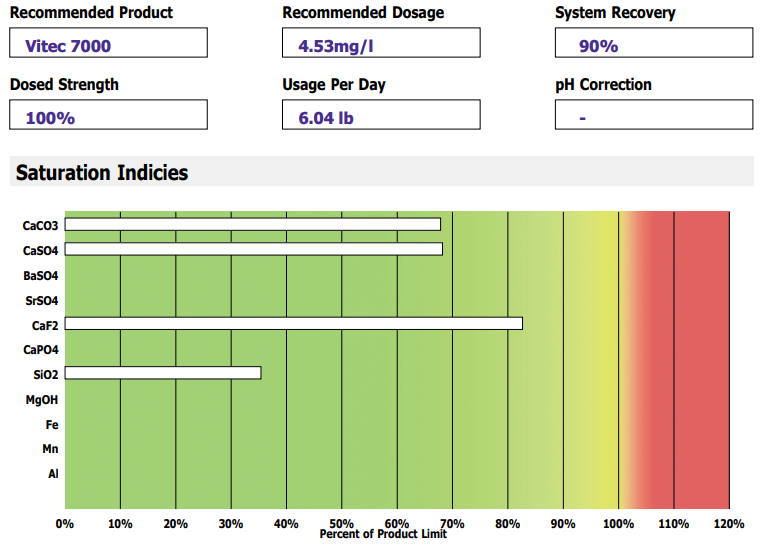 Recommended Product Recommended Dosage System Recovery
Vitec 7000 4.53mg/l 90%
Dosed Strength Usage Per Day pH Correction
100% 6.04 lb -
Saturation Indicies
CaCO3
CaSO4
BaSO4
SrSO4
CaF2
CaPO4
SiO2
MgOH
Fe
Mn
Al
0% 10% 20% 30% 40% 50% 60% 70% 80% 90% 100% 110% 120%
Percent of Product Limit